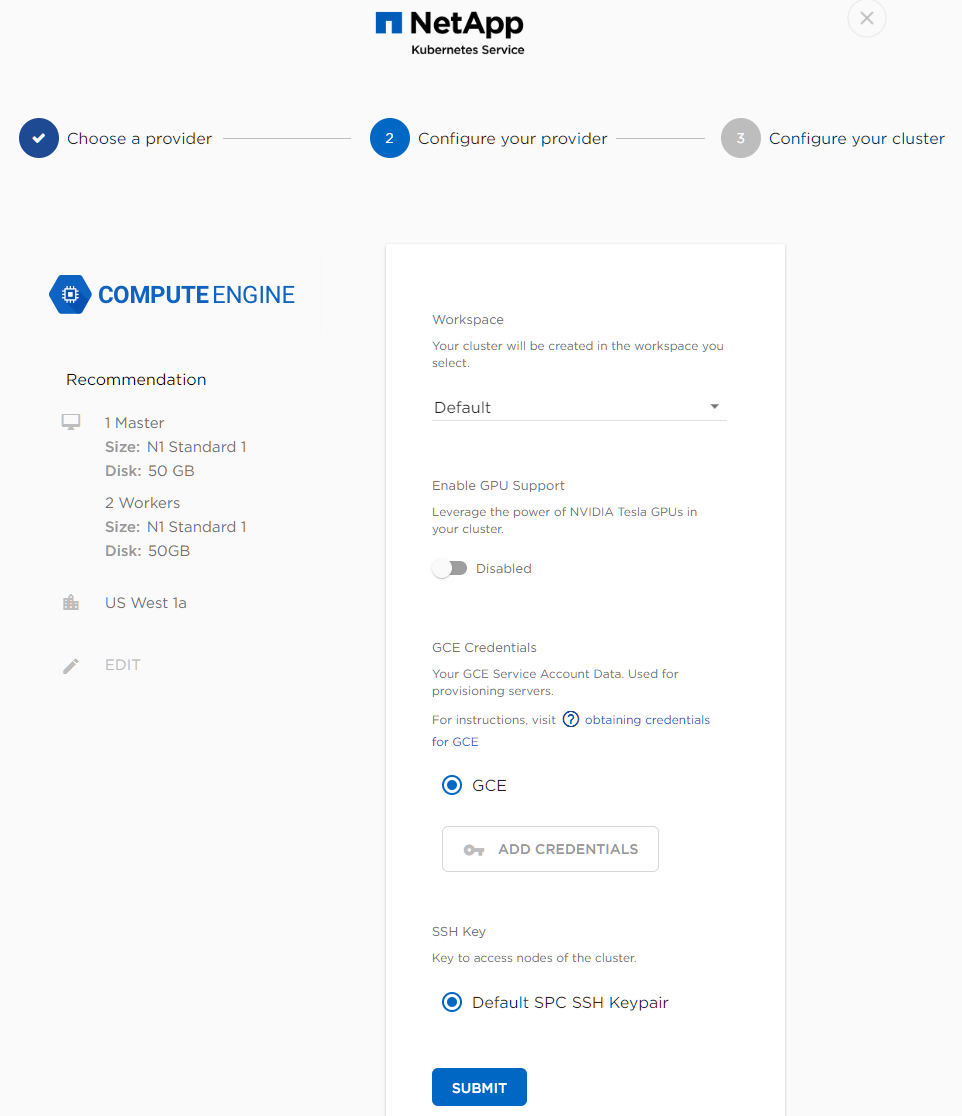 NetApp
Kubernetes Service
Choose a provider
2
Configure your provider
3
Configure your cluster
COMPUTE ENGINE
Recommendation
1 Master
Size: N1 Standard 1
Disk: 50 GB
2 Workers
Size: N1 Standard 1
Disk: 50GB
US West 1a
EDIT
Workspace
Your cluster will be created in the workspace you
select.
Default
Enable GPU Support
Leverage the power of NVIDIA Tesla GPUs in
your cluster.
Disabled
GCE Credentials
Your GCE Service Account Data. Used for
provisioning servers.
For instructions, visit ? obtaining credentials
for GCE
GCE
ADD CREDENTIALS
SSH Key
Key to access nodes of the cluster.
Default SPC SSH Keypair
SUBMIT